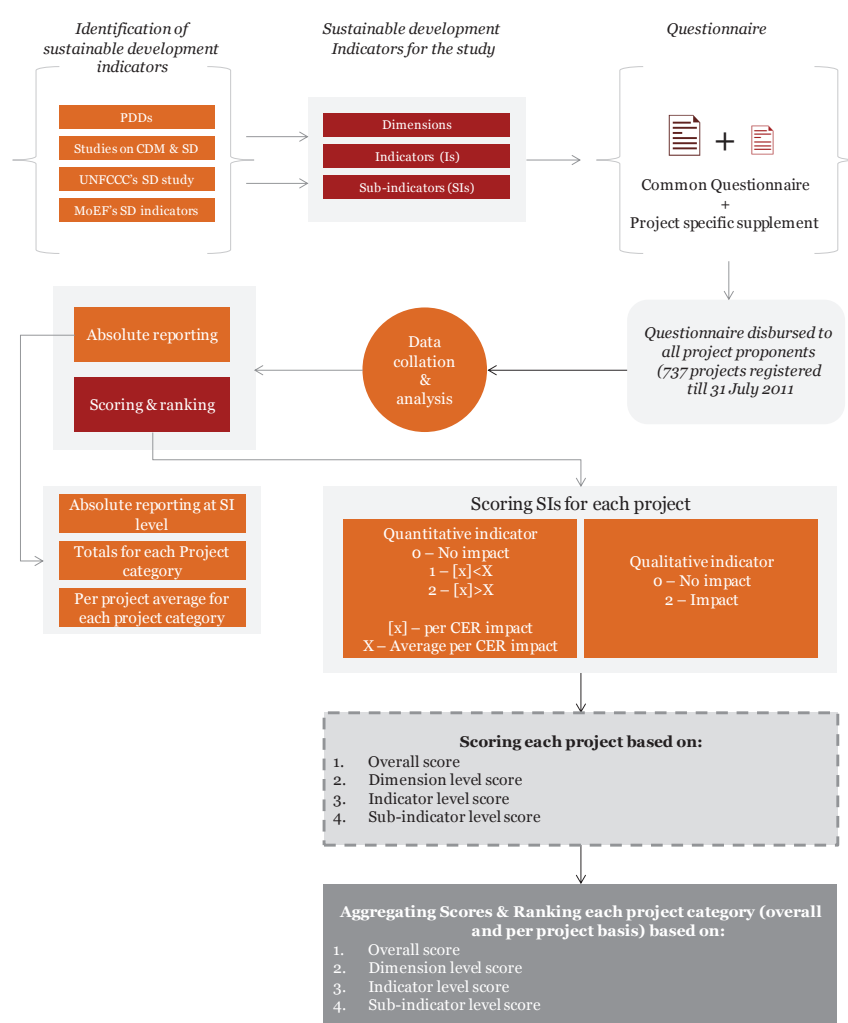 Identification of
sustainable development
indicators
PDDs
Studies on CDM & SD
UNFCCC's SD study
MoEF's SD indicators
Sustainable development
Indicators for the study
Dimensions
Indicators (Is)
Sub-indicators (SIs)
Questionnaire
+
Common Questionnaire
+
Project specific supplement
Questionnaire disbursed to
all project proponents
(737 projects registered
till 31 July 2011
Data
collation
&
analysis
Absolute reporting
Scoring & ranking
Absolute reporting at SI
level
Totals for each Project
category
Per project average for
each project category
Scoring SIs for each project
Quantitative indicator
0 – No impact
1 – [x]<X
2 – [x]>X
[x] – per CER impact
X – Average per CER impact
Qualitative indicator
0 – No impact
2 – Impact
Scoring each project based on:
1. Overall score
2. Dimension level score
3. Indicator level score
4. Sub-indicator level score
Aggregating Scores & Ranking each project category (overall
and per project basis) based on:
1. Overall score
2. Dimension level score
3. Indicator level score
4. Sub-indicator level score